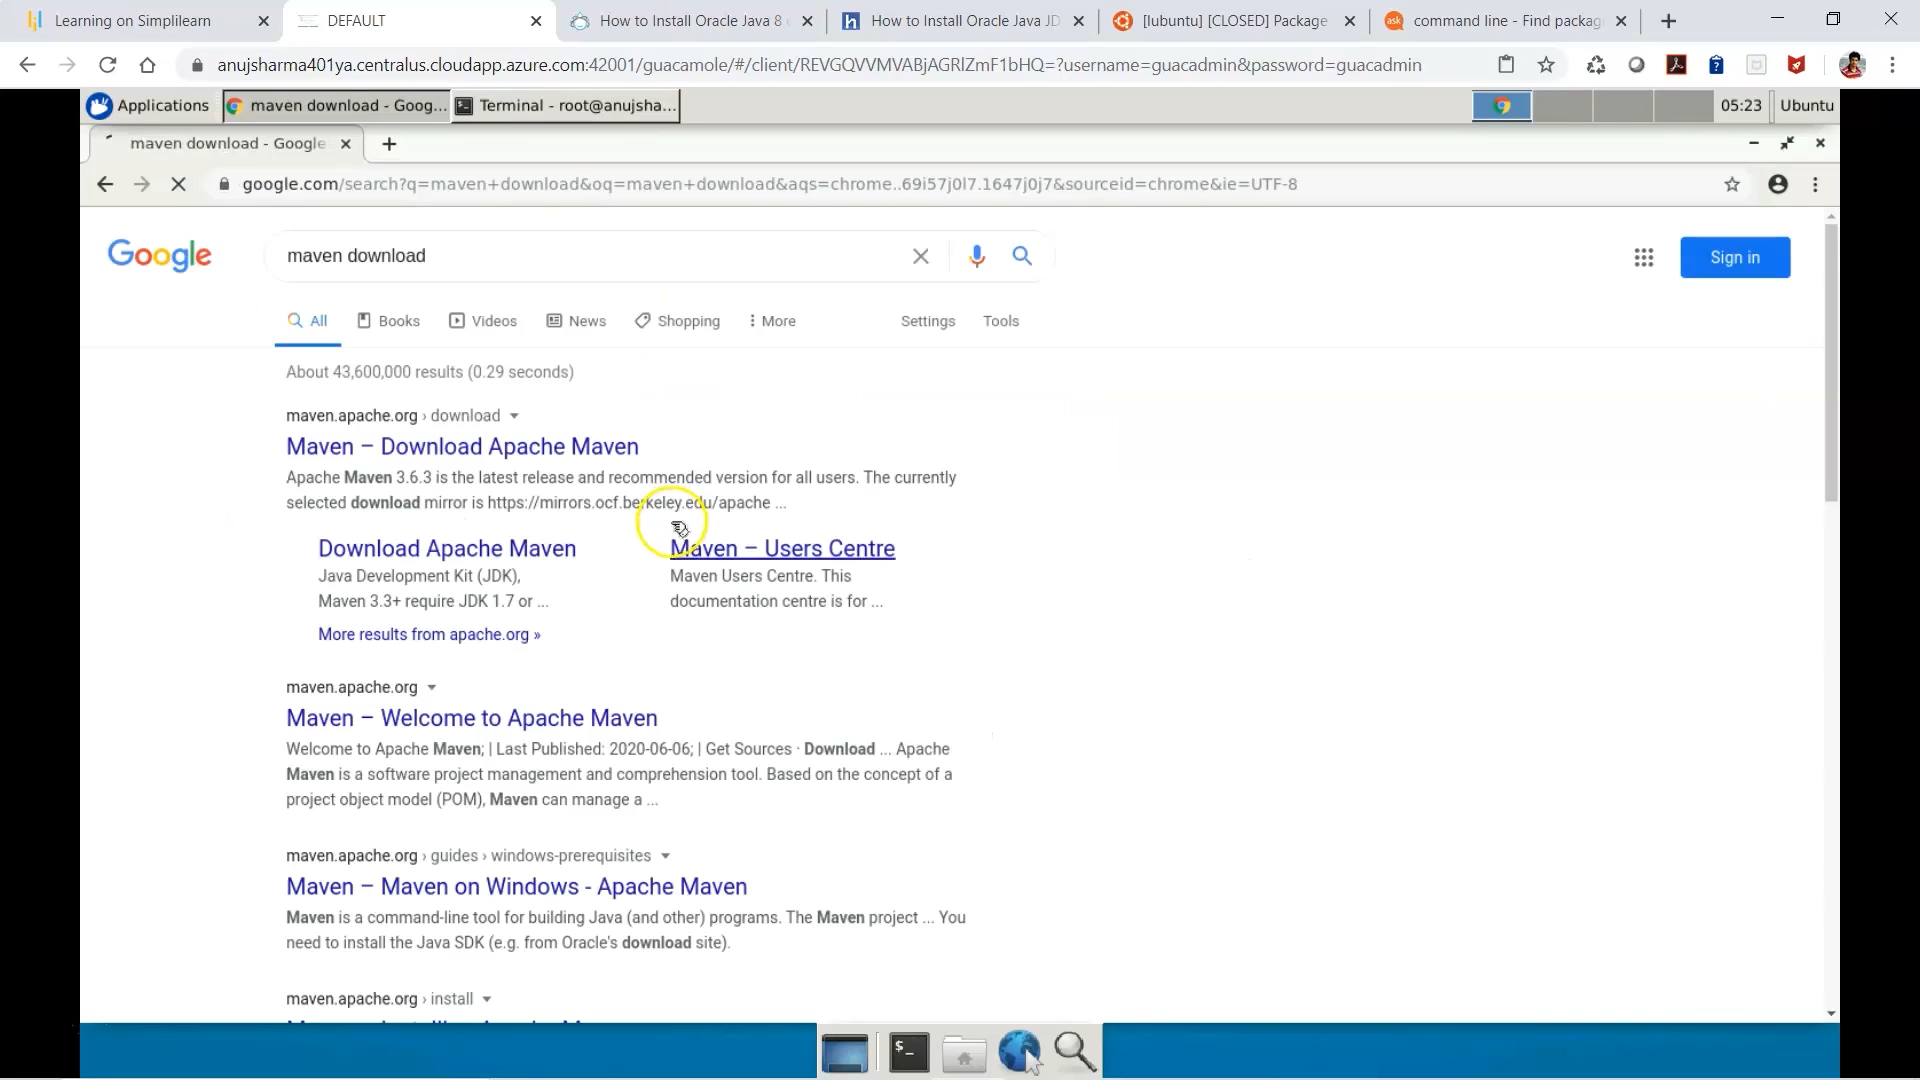 Learning on Simplilearn
DEFAULT
How to Install Oracle Java 8
How to Install Oracle Java JD
[lubuntu] [CLOSED] Package
command line - Find packag
anujsharma401ya.centralus.cloudapp.azure.com:42001/guacamole/#/client/REVGQVVMVABjAGRlZmF1bHQ=?username=guacadmin&password=guacadmin
Applications
maven download - Goog...
Terminal - root@anujsha...
05:23
Ubuntu
maven download - Google
google.com/search?q=maven+download&oq=maven+download&aqs=chrome..69i57j0l7.1647j0j7&sourceid=chrome&ie=UTF-8
Google
maven download
Sign in
All
Books
Videos
News
Shopping
More
Settings
Tools
About 43,600,000 results (0.29 seconds)
maven.apache.org › download
Maven – Download Apache Maven
Apache Maven 3.6.3 is the latest release and recommended version for all users. The currently
selected download mirror is https://mirrors.ocf.berkeley.edu/apache ...
Download Apache Maven
Java Development Kit (JDK),
Maven 3.3+ require JDK 1.7 or ...
Maven – Users Centre
Maven Users Centre. This
documentation centre is for ...
More results from apache.org »
maven.apache.org
Maven – Welcome to Apache Maven
Welcome to Apache Maven; | Last Published: 2020-06-06; | Get Sources · Download ... Apache
Maven is a software project management and comprehension tool. Based on the concept of a
project object model (POM), Maven can manage a ...
maven.apache.org › guides › windows-prerequisites
Maven – Maven on Windows - Apache Maven
Maven is a command-line tool for building Java (and other) programs. The Maven project ... You
need to install the Java SDK (e.g. from Oracle's download site).
maven.apache.org › install